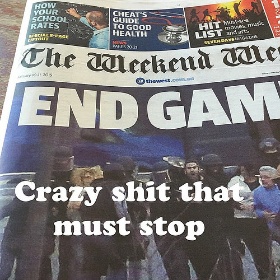 HOW YOUR
SCHOOL
RATES
CHEAT'S
GUIDE
TO GOOD
HEALTH
HIT
LIST
The Weekend We
thewest.com.au
END GAM
Crazy shit that
must stop